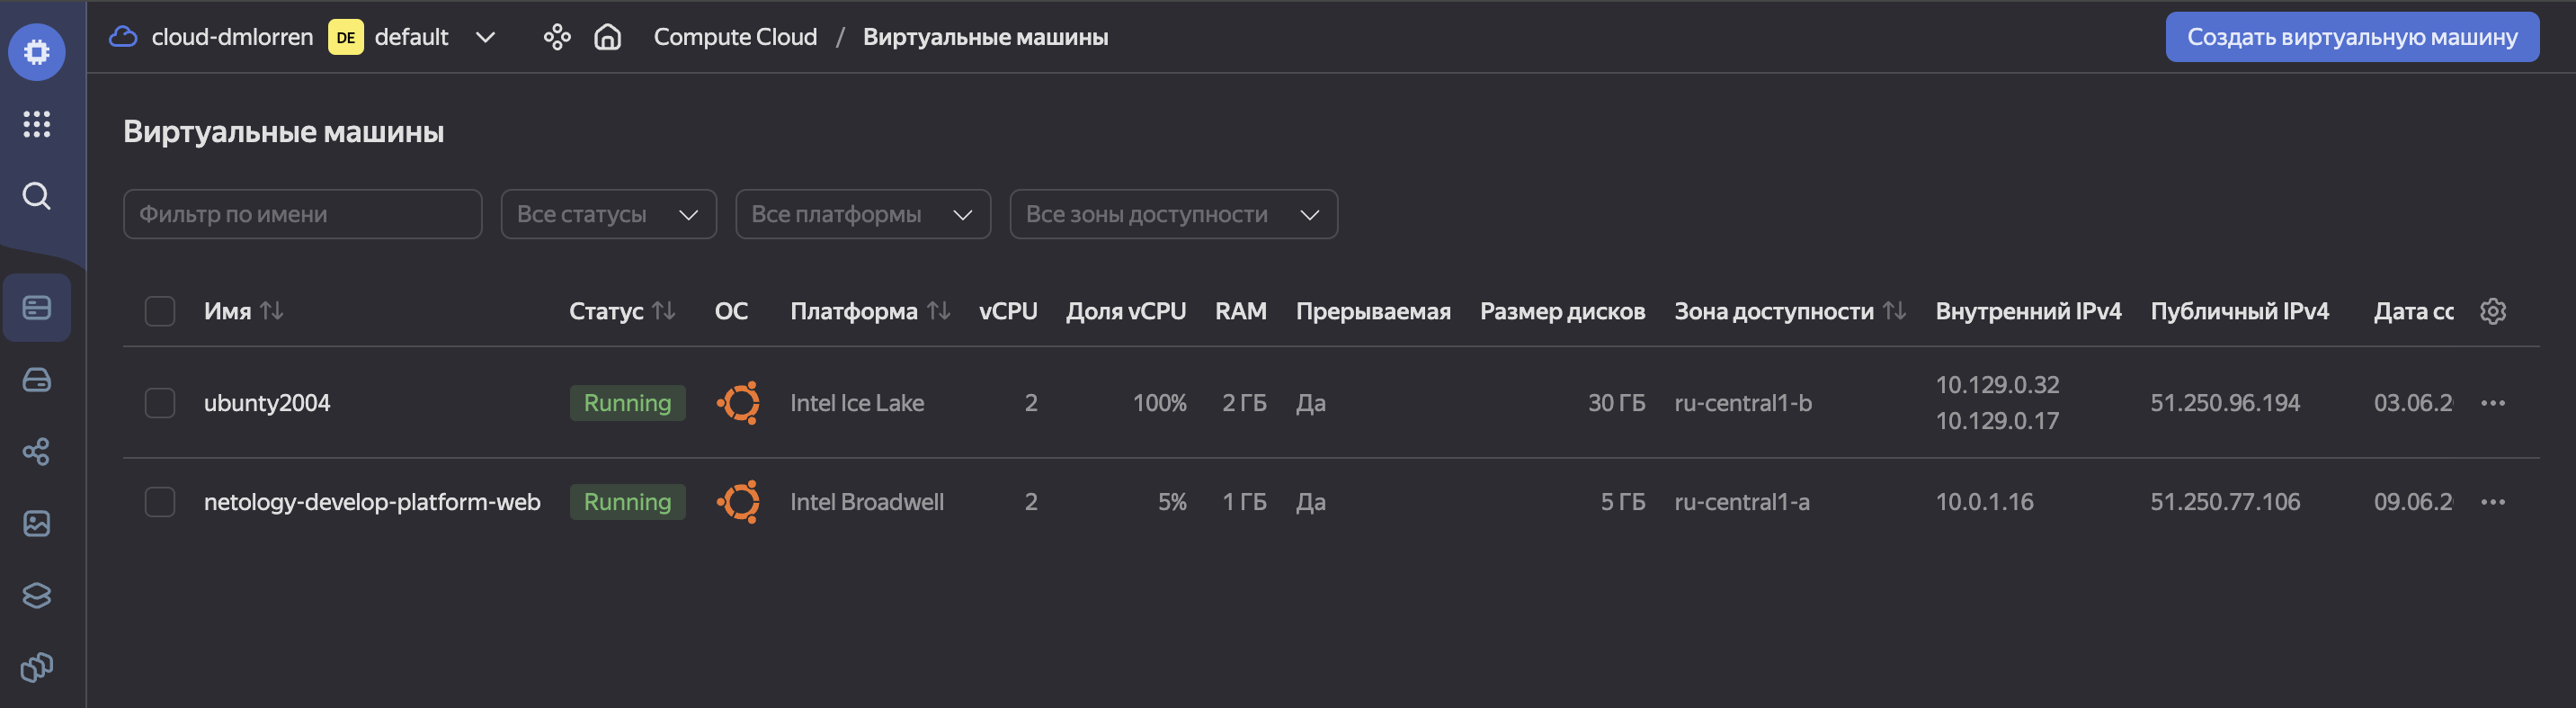 cloud-dmlorren DE default Compute Cloud / Виртуальные машины Создать виртуальную машину
Виртуальные машины
Фильтр по имени Все статусы Все платформы Все зоны доступности
Имя Статус ОС Платформа vCPU Доля vCPU RAM Прерываемая Размер дисков Зона доступности Внутренний IPv4 Публичный IPv4 Дата сс
ubunty2004 Running Intel Ice Lake 2 100% 2 ГБ Да 30 ГБ ru-central1-b 10.129.0.32 51.250.96.194 03.06.2
10.129.0.17
netology-develop-platform-web Running Intel Broadwell 2 5% 1 ГБ Да 5 ГБ ru-central1-a 10.0.1.16 51.250.77.106 09.06.2